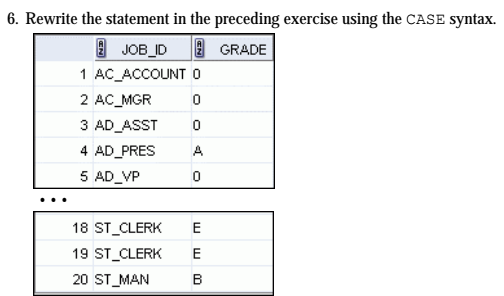 6. Rewrite the statement in the preceding exercise using the CASE syntax.
JOB_ID GRADE
1 AC_ACCOUNT 0
2 AC_MGR 0
3 AD_ASST 0
4 AD_PRES A
5 AD_VP 0
• • •
18 ST_CLERK E
19 ST_CLERK E
20 ST_MAN B